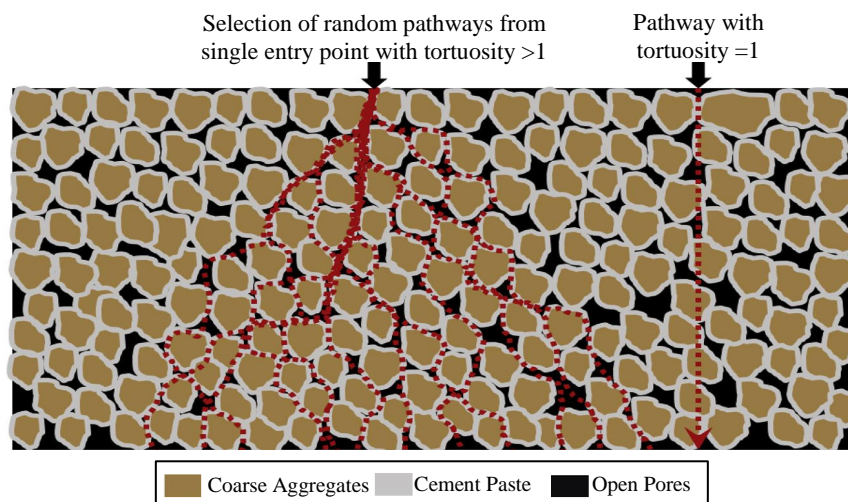 Selection of random pathways from
single entry point with tortuosity >1
Pathway with
tortuosity =1
Coarse Aggregates
Cement Paste
Open Pores